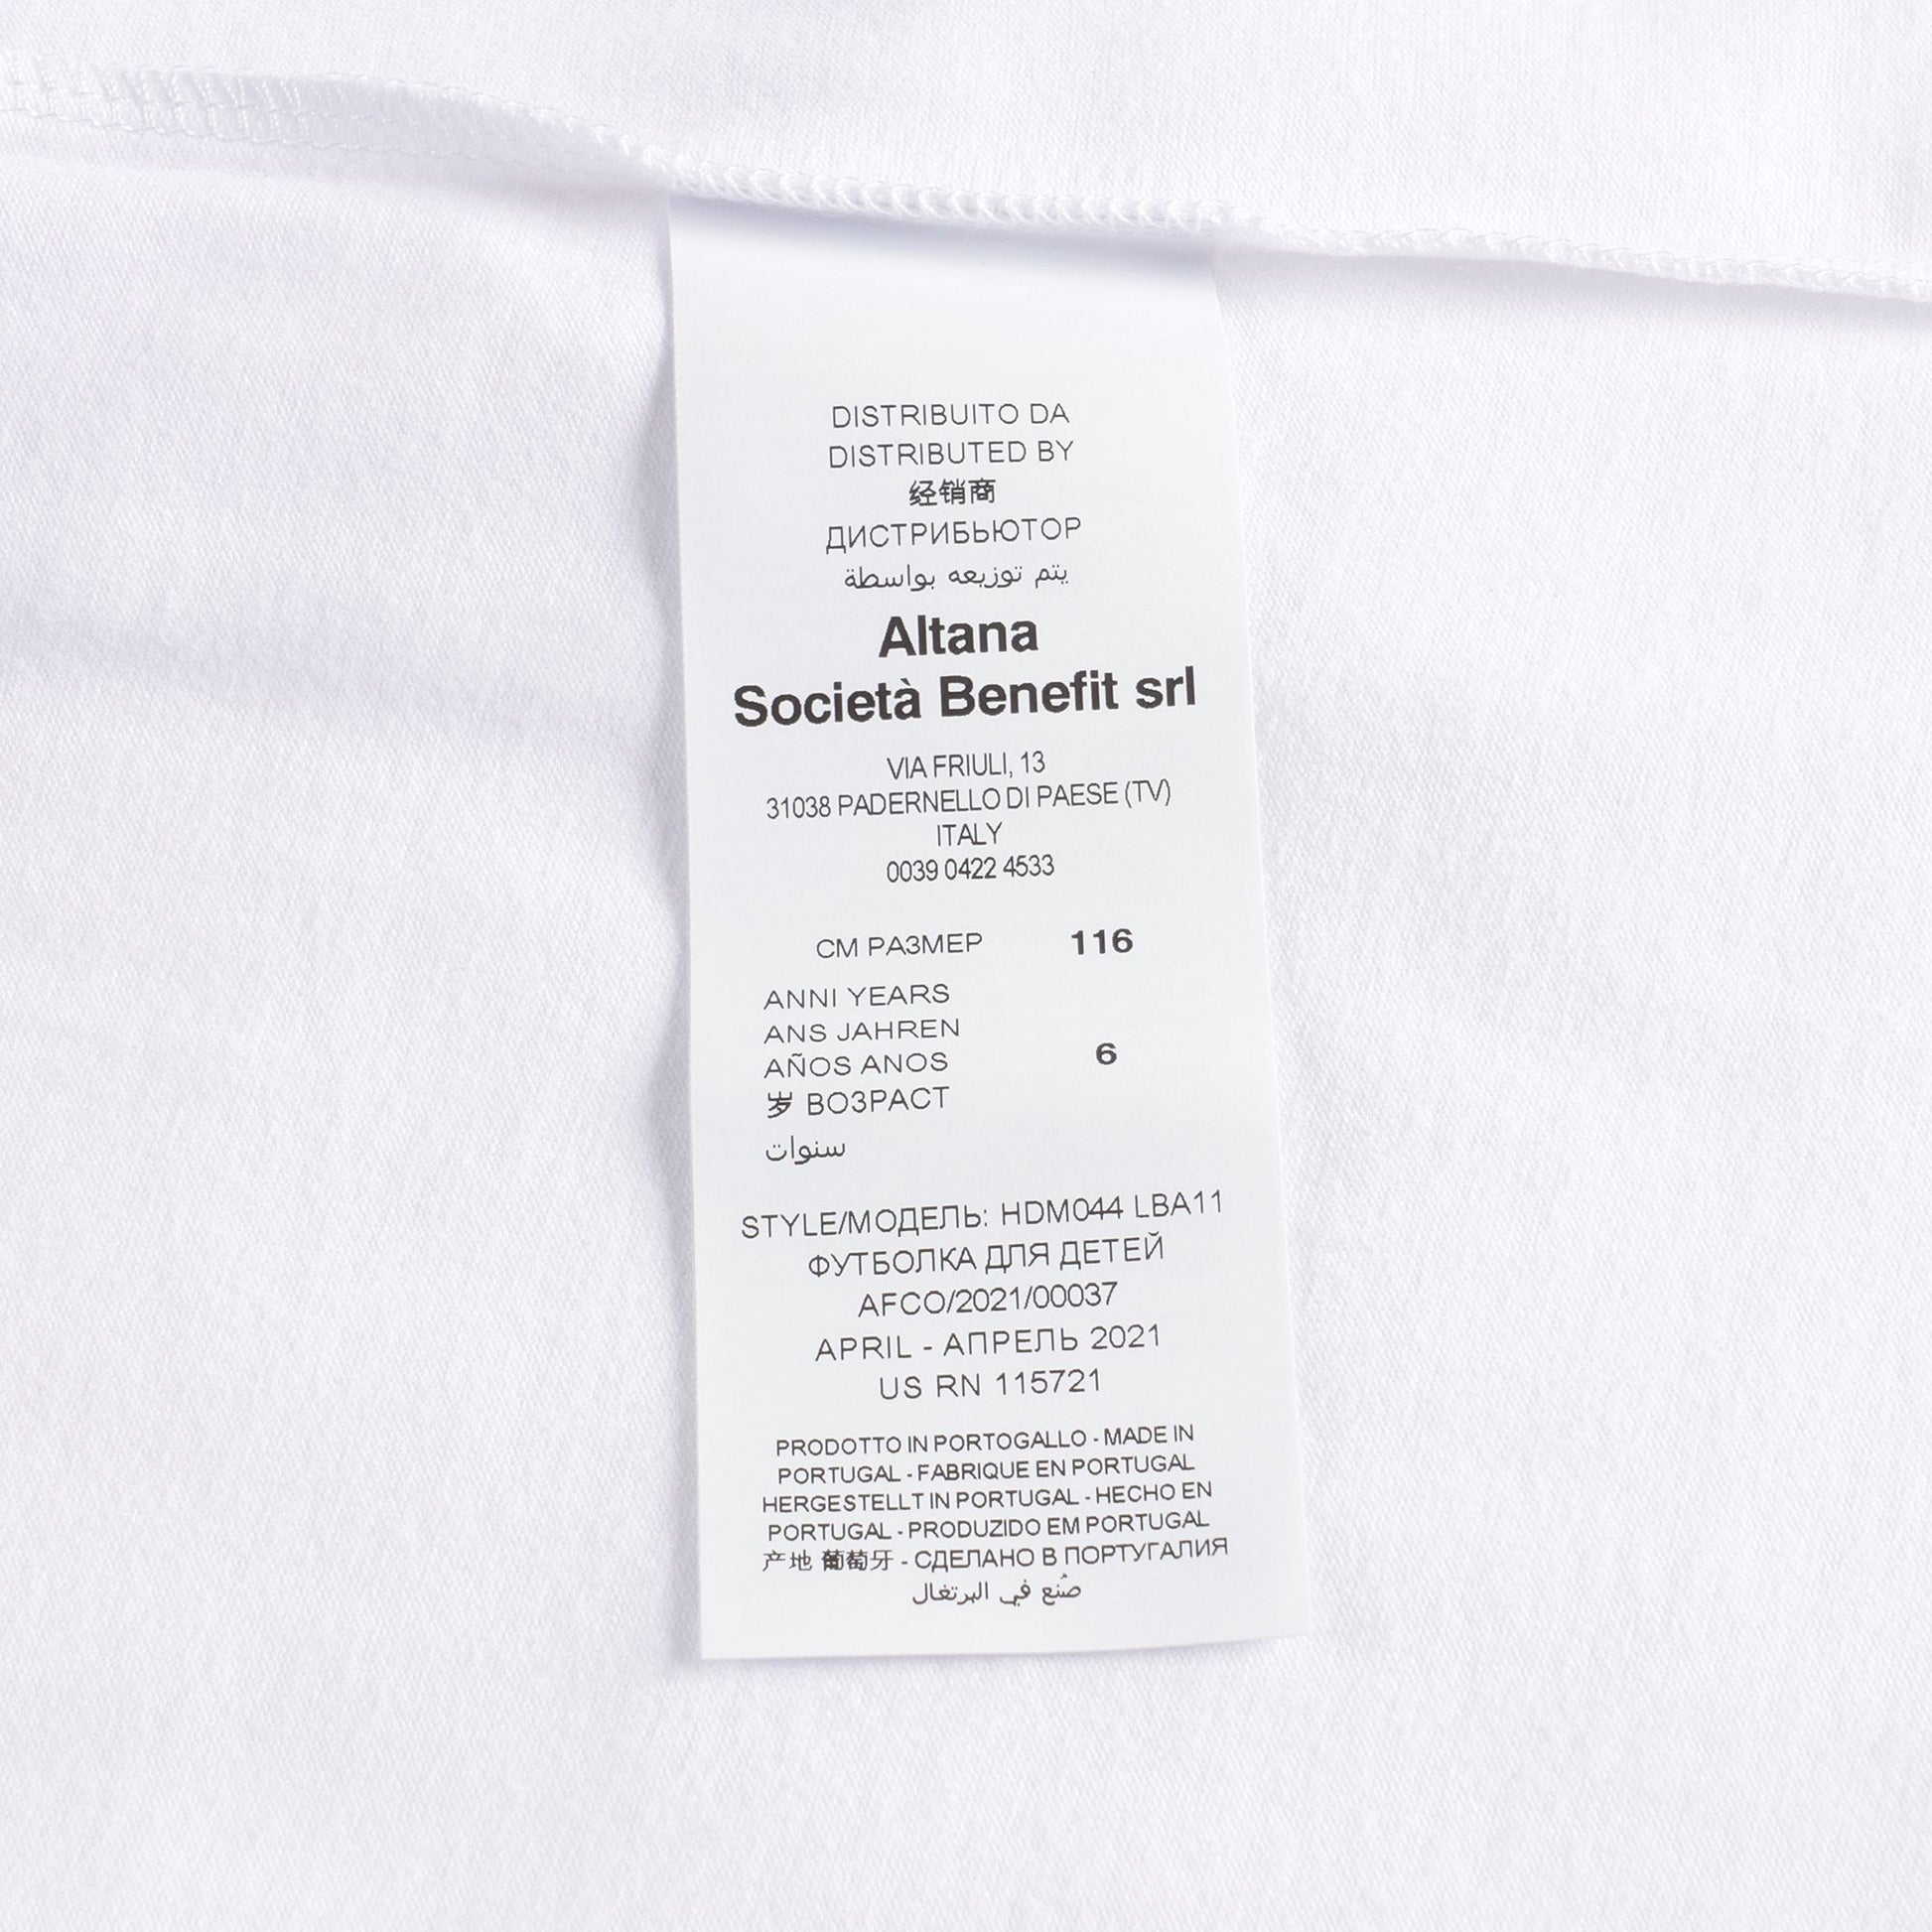 DISTRIBUITO DA
DISTRIBUTED BY
经销商
ДИСТРИБЬЮТОР
يتم توزيعه بواسطة
Altana
Società Benefit srl
VIA FRIULI, 13
31038 PADERNELLO DI PAESE (TV)
ITALY
0039 0422 4533
СМ РАЗМЕР 116
ANNI YEARS
ANS JAHREN
AÑOS ANOS 6
岁 ВОЗРАСТ
سنوات
STYLE/МОДЕЛЬ: HDM044 LBA11
ФУТБОЛКА ДЛЯ ДЕТЕЙ
AFCO/2021/00037
APRIL - АПРЕЛЬ 2021
US RN 115721
PRODOTTO IN PORTOGALLO - MADE IN
PORTUGAL - FABRIQUE EN PORTUGAL
HERGESTELLT IN PORTUGAL - HECHO EN
PORTUGAL - PRODUZIDO EM PORTUGAL
产地 葡萄牙 - СДЕЛАНО В ПОРТУГАЛИЯ
صُنع في البرتغال